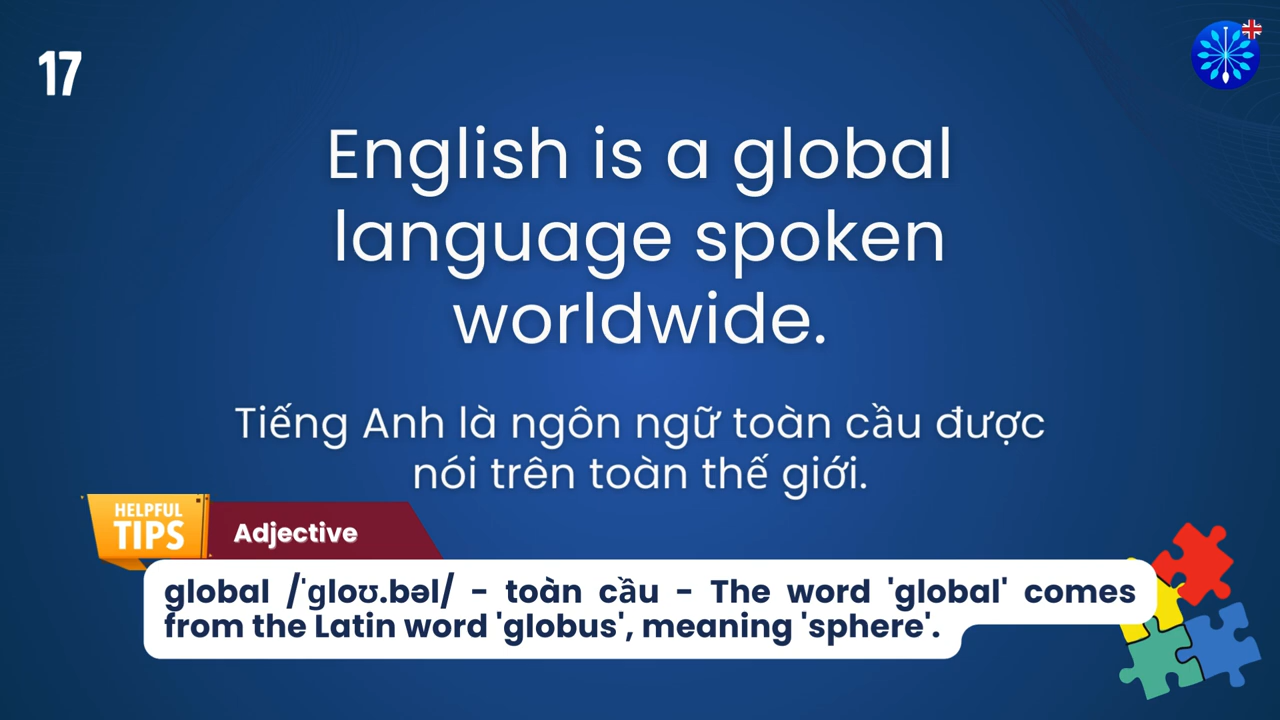 17
English is a global
language spoken
worldwide.
Tiếng Anh là ngôn ngữ toàn cầu được
nói trên toàn thế giới.
HELPFUL
TIPS
Adjective
global /ˈɡloʊ.bəl/ - toàn cầu - The word 'global' comes
from the Latin word 'globus', meaning 'sphere'.